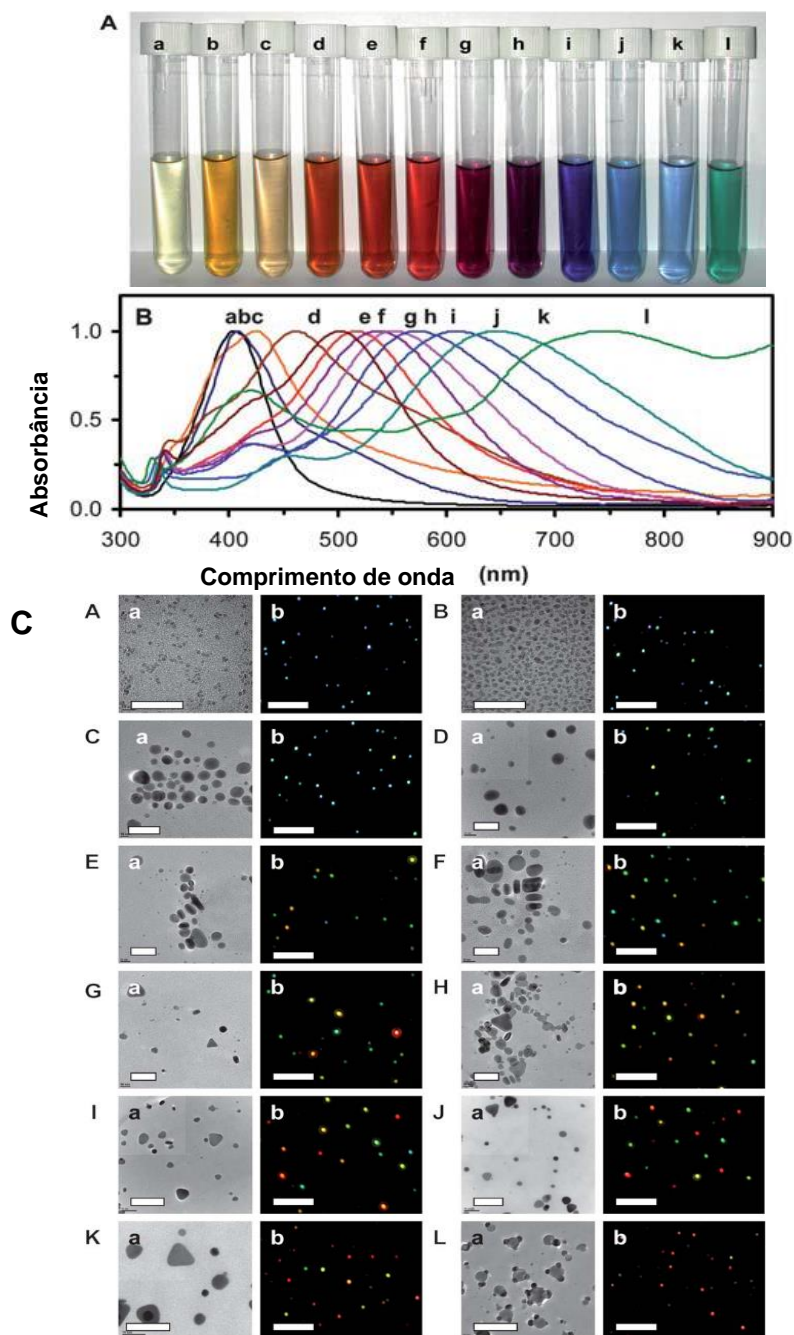 A
a b c d e f g h i j k l
B abc d e f g h i j k l
1.0
0.5
0.0
Absorbância
300 400 500 600 700 800 900
Comprimento de onda (nm)
C
A a b B a b
C a b D a b
E a b F a b
G a b H a b
I a b J a b
K a b L a b